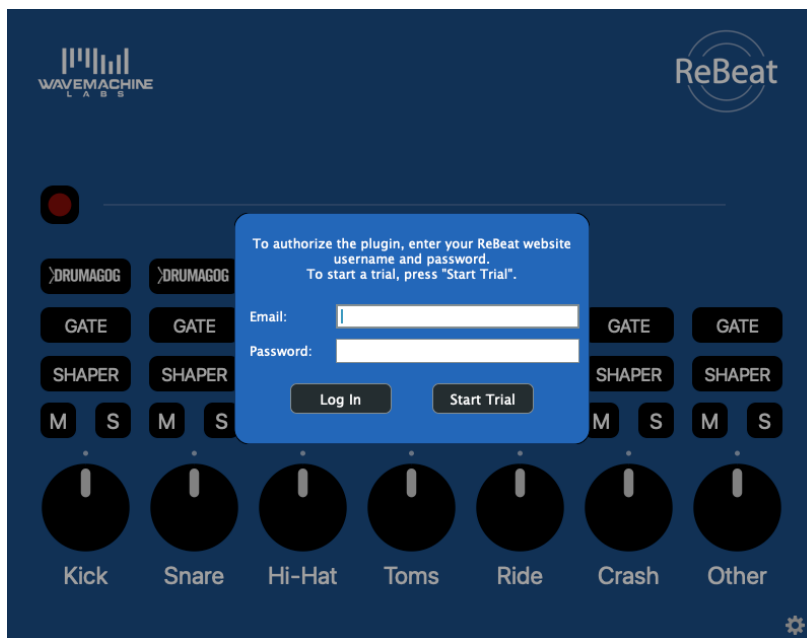 WAVEMACHINE
LABS
ReBeat
To authorize the plugin, enter your ReBeat website
username and password.
To start a trial, press "Start Trial".
DRUMAGOG
DRUMAGOG
Email:
GATE
GATE
GATE
GATE
Password:
SHAPER
SHAPER
SHAPER
SHAPER
Log In
Start Trial
M S
M S
M S
M S
Kick
Snare
Hi-Hat
Toms
Ride
Crash
Other